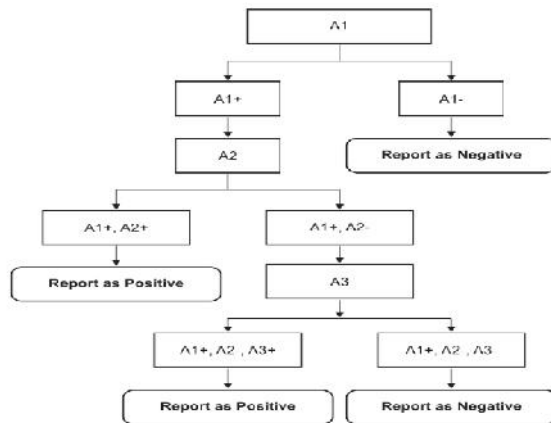 A1
A1+
A1-
A2
Report as Negative
A1+, A2+
A1+, A2-
Report as Positive
A3
A1+, A2 , A3+
A1+, A2 , A3
Report as Positive
Report as Negative